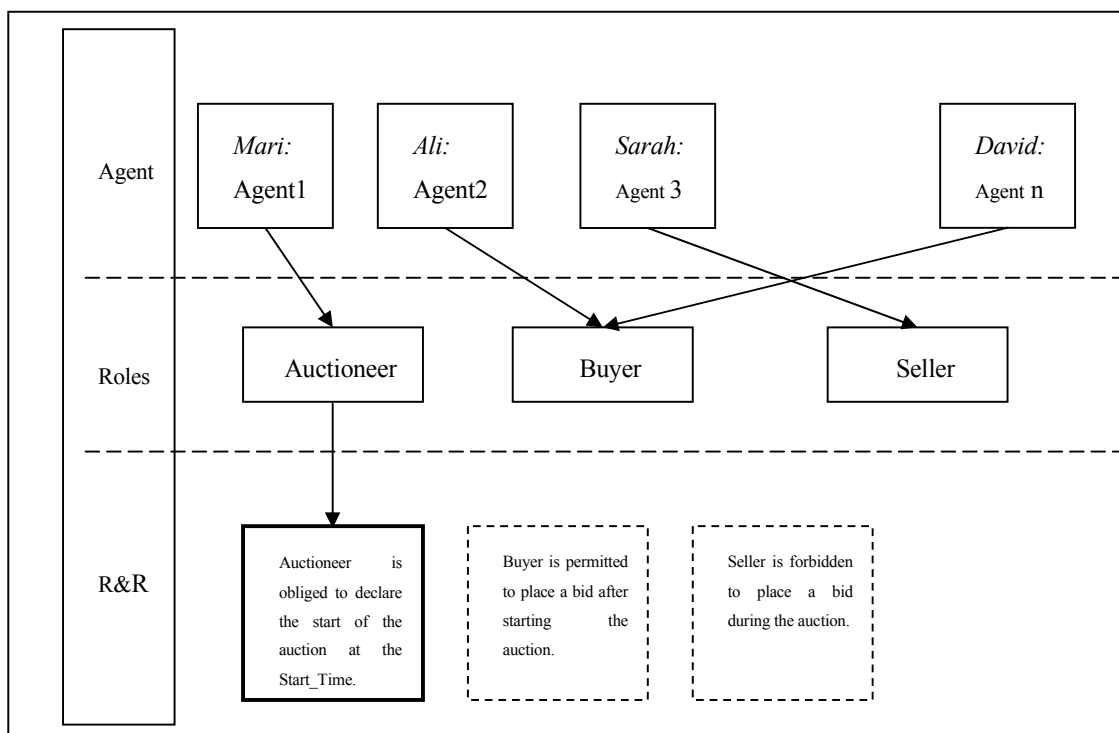 Agent
Mari:
Agent1
Ali:
Agent2
Sarah:
Agent 3
David:
Agent n
Roles
Auctioneer
Buyer
Seller
R&R
Auctioneer is
obliged to declare
the start of the
auction at the
Start_Time.
Buyer is permitted
to place a bid after
starting the
auction.
Seller is forbidden
to place a bid
during the auction.